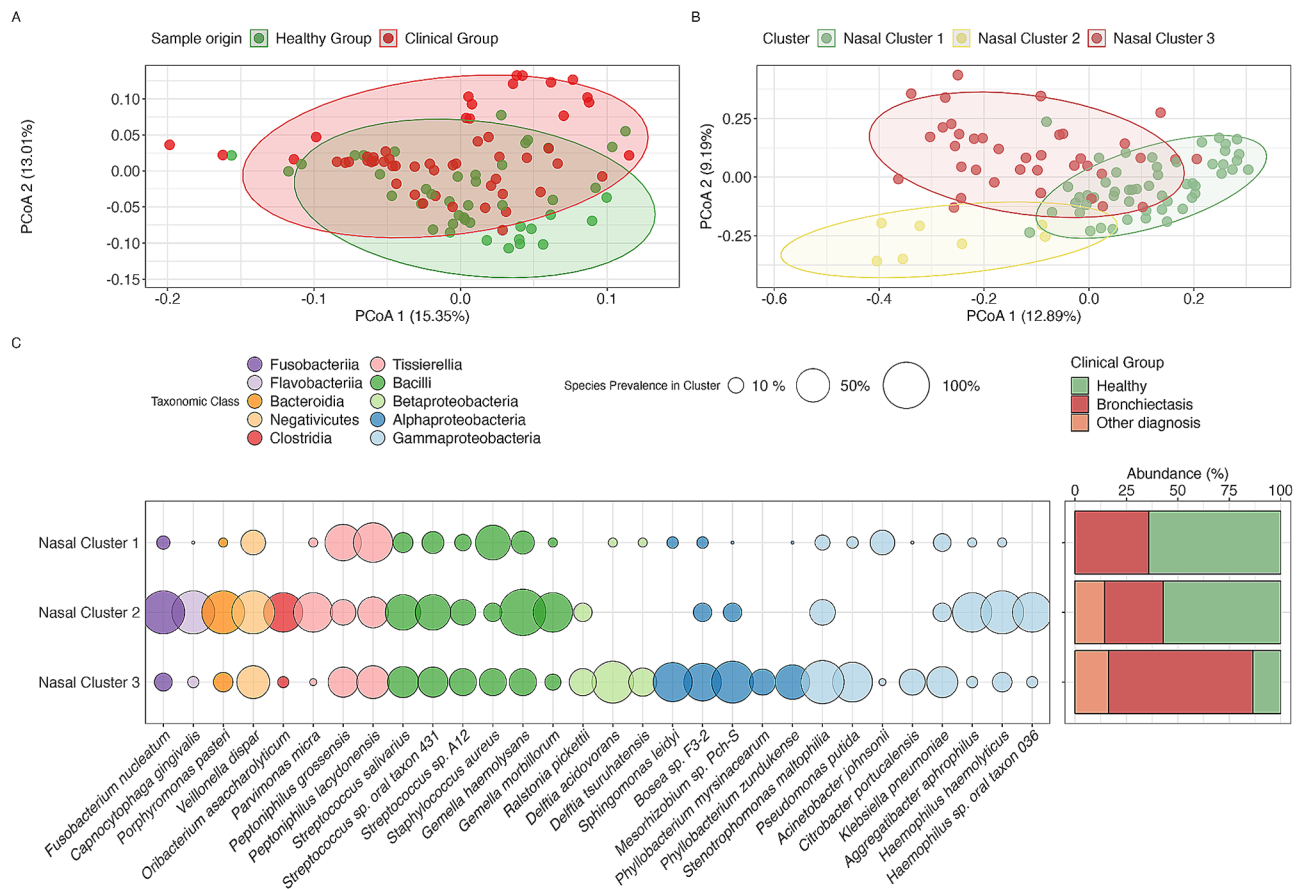 A
Sample origin Healthy Group Clinical Group
0.10
0.05
0.00
-0.05
-0.10
-0.15
PCoA 2 (13.01%)
-0.2 -0.1 0.0 0.1
PCoA 1 (15.35%)
B
Cluster Nasal Cluster 1 Nasal Cluster 2 Nasal Cluster 3
0.25
0.00
-0.25
PCoA 2 (9.19%)
-0.6 -0.4 -0.2 0.0 0.2
PCoA 1 (12.89%)
C
Taxonomic Class
Fusobacteriia
Flavobacteriia
Bacteroidia
Negativicutes
Clostridia
Tissierellia
Bacilli
Betaproteobacteria
Alphaproteobacteria
Gammaproteobacteria
Species Prevalence in Cluster 10 % 50% 100%
Clinical Group
Healthy
Bronchiectasis
Other diagnosis
Abundance (%)
0 25 50 75 100
Nasal Cluster 1
Nasal Cluster 2
Nasal Cluster 3
Fusobacterium nucleatum
Capnocytophaga gingivalis
Porphyromonas pasteri
Veillonella dispar
Oribacterium asaccharolyticum
Parvimonas micra
Peptoniphilus grossensis
Peptoniphilus lacydonensis
Streptococcus salivarius
Streptococcus sp. oral taxon 431
Streptococcus sp. A12
Staphylococcus aureus
Gemella haemolysans
Gemella morbillorum
Ralstonia pickettii
Delftia acidovorans
Delftia tsuruhatensis
Sphingomonas leidyi
Bosea sp. F3-2
Mesorhizobium sp. Pch-S
Phyllobacterium myrsinacearum
Phyllobacterium zundukense
Stenotrophomonas maltophilia
Pseudomonas putida
Acinetobacter johnsonii
Citrobacter portucalensis
Klebsiella pneumoniae
Aggregatibacter aphrophilus
Haemophilus haemolyticus
Haemophilus sp. oral taxon 036